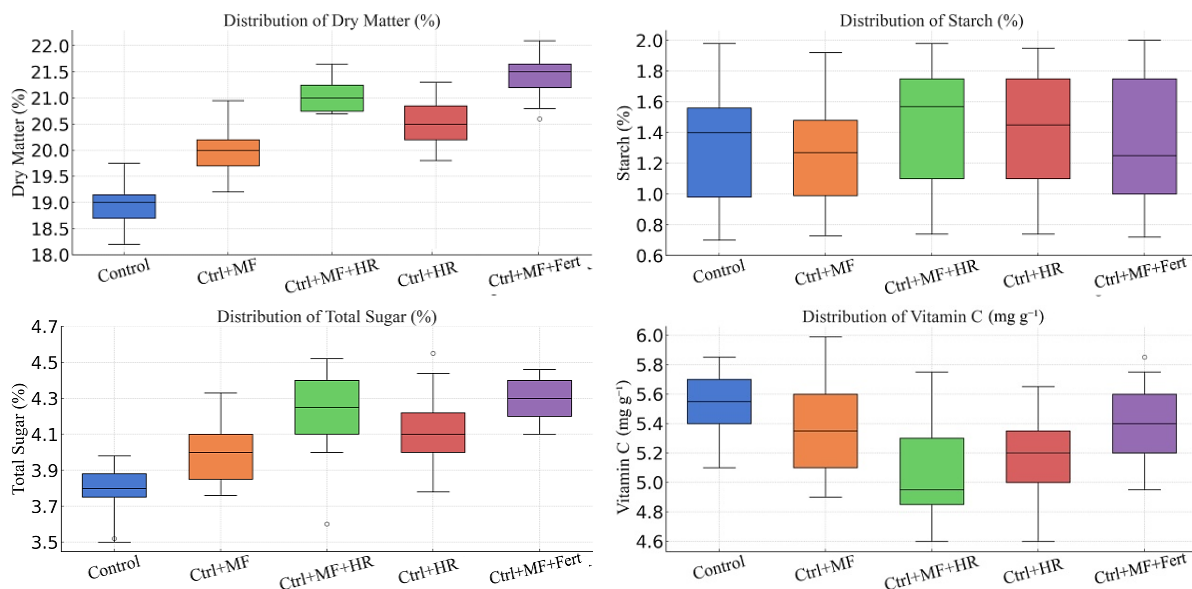 Distribution of Dry Matter (%)
Dry Matter (%)
22.0
21.5
21.0
20.5
20.0
19.5
19.0
18.5
18.0
Control
Ctrl+MF
Ctrl+MF+HR
Ctrl+HR
Ctrl+MF+Fert
Distribution of Starch (%)
Starch (%)
2.0
1.8
1.6
1.4
1.2
1.0
0.8
0.6
Control
Ctrl+MF
Ctrl+MF+HR
Ctrl+HR
Ctrl+MF+Fert
Distribution of Total Sugar (%)
Total Sugar (%)
4.7
4.5
4.3
4.1
3.9
3.7
3.5
Control
Ctrl+MF
Ctrl+MF+HR
Ctrl+HR
Ctrl+MF+Fert
Distribution of Vitamin C (mg g⁻¹)
Vitamin C (mg g⁻¹)
6.0
5.8
5.6
5.4
5.2
5.0
4.8
4.6
Control
Ctrl+MF
Ctrl+MF+HR
Ctrl+HR
Ctrl+MF+Fert